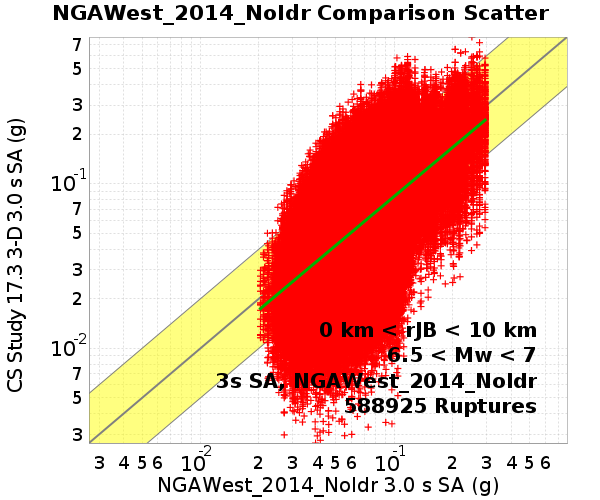 NGAWest_2014_NoIdr Comparison Scatter
CS Study 17.3 3-D 3.0 s SA (g)
7
5
3
2
10-1
7
5
3
2
10-2
7
5
3
0 km < rJB < 10 km
6.5 < Mw < 7
3s SA, NGAWest_2014_NoIdr
588925 Ruptures
3 4 5 6 10-2 2 3 4 5 6 10-1 2 3 4 5 6
NGAWest_2014_NoIdr 3.0 s SA (g)